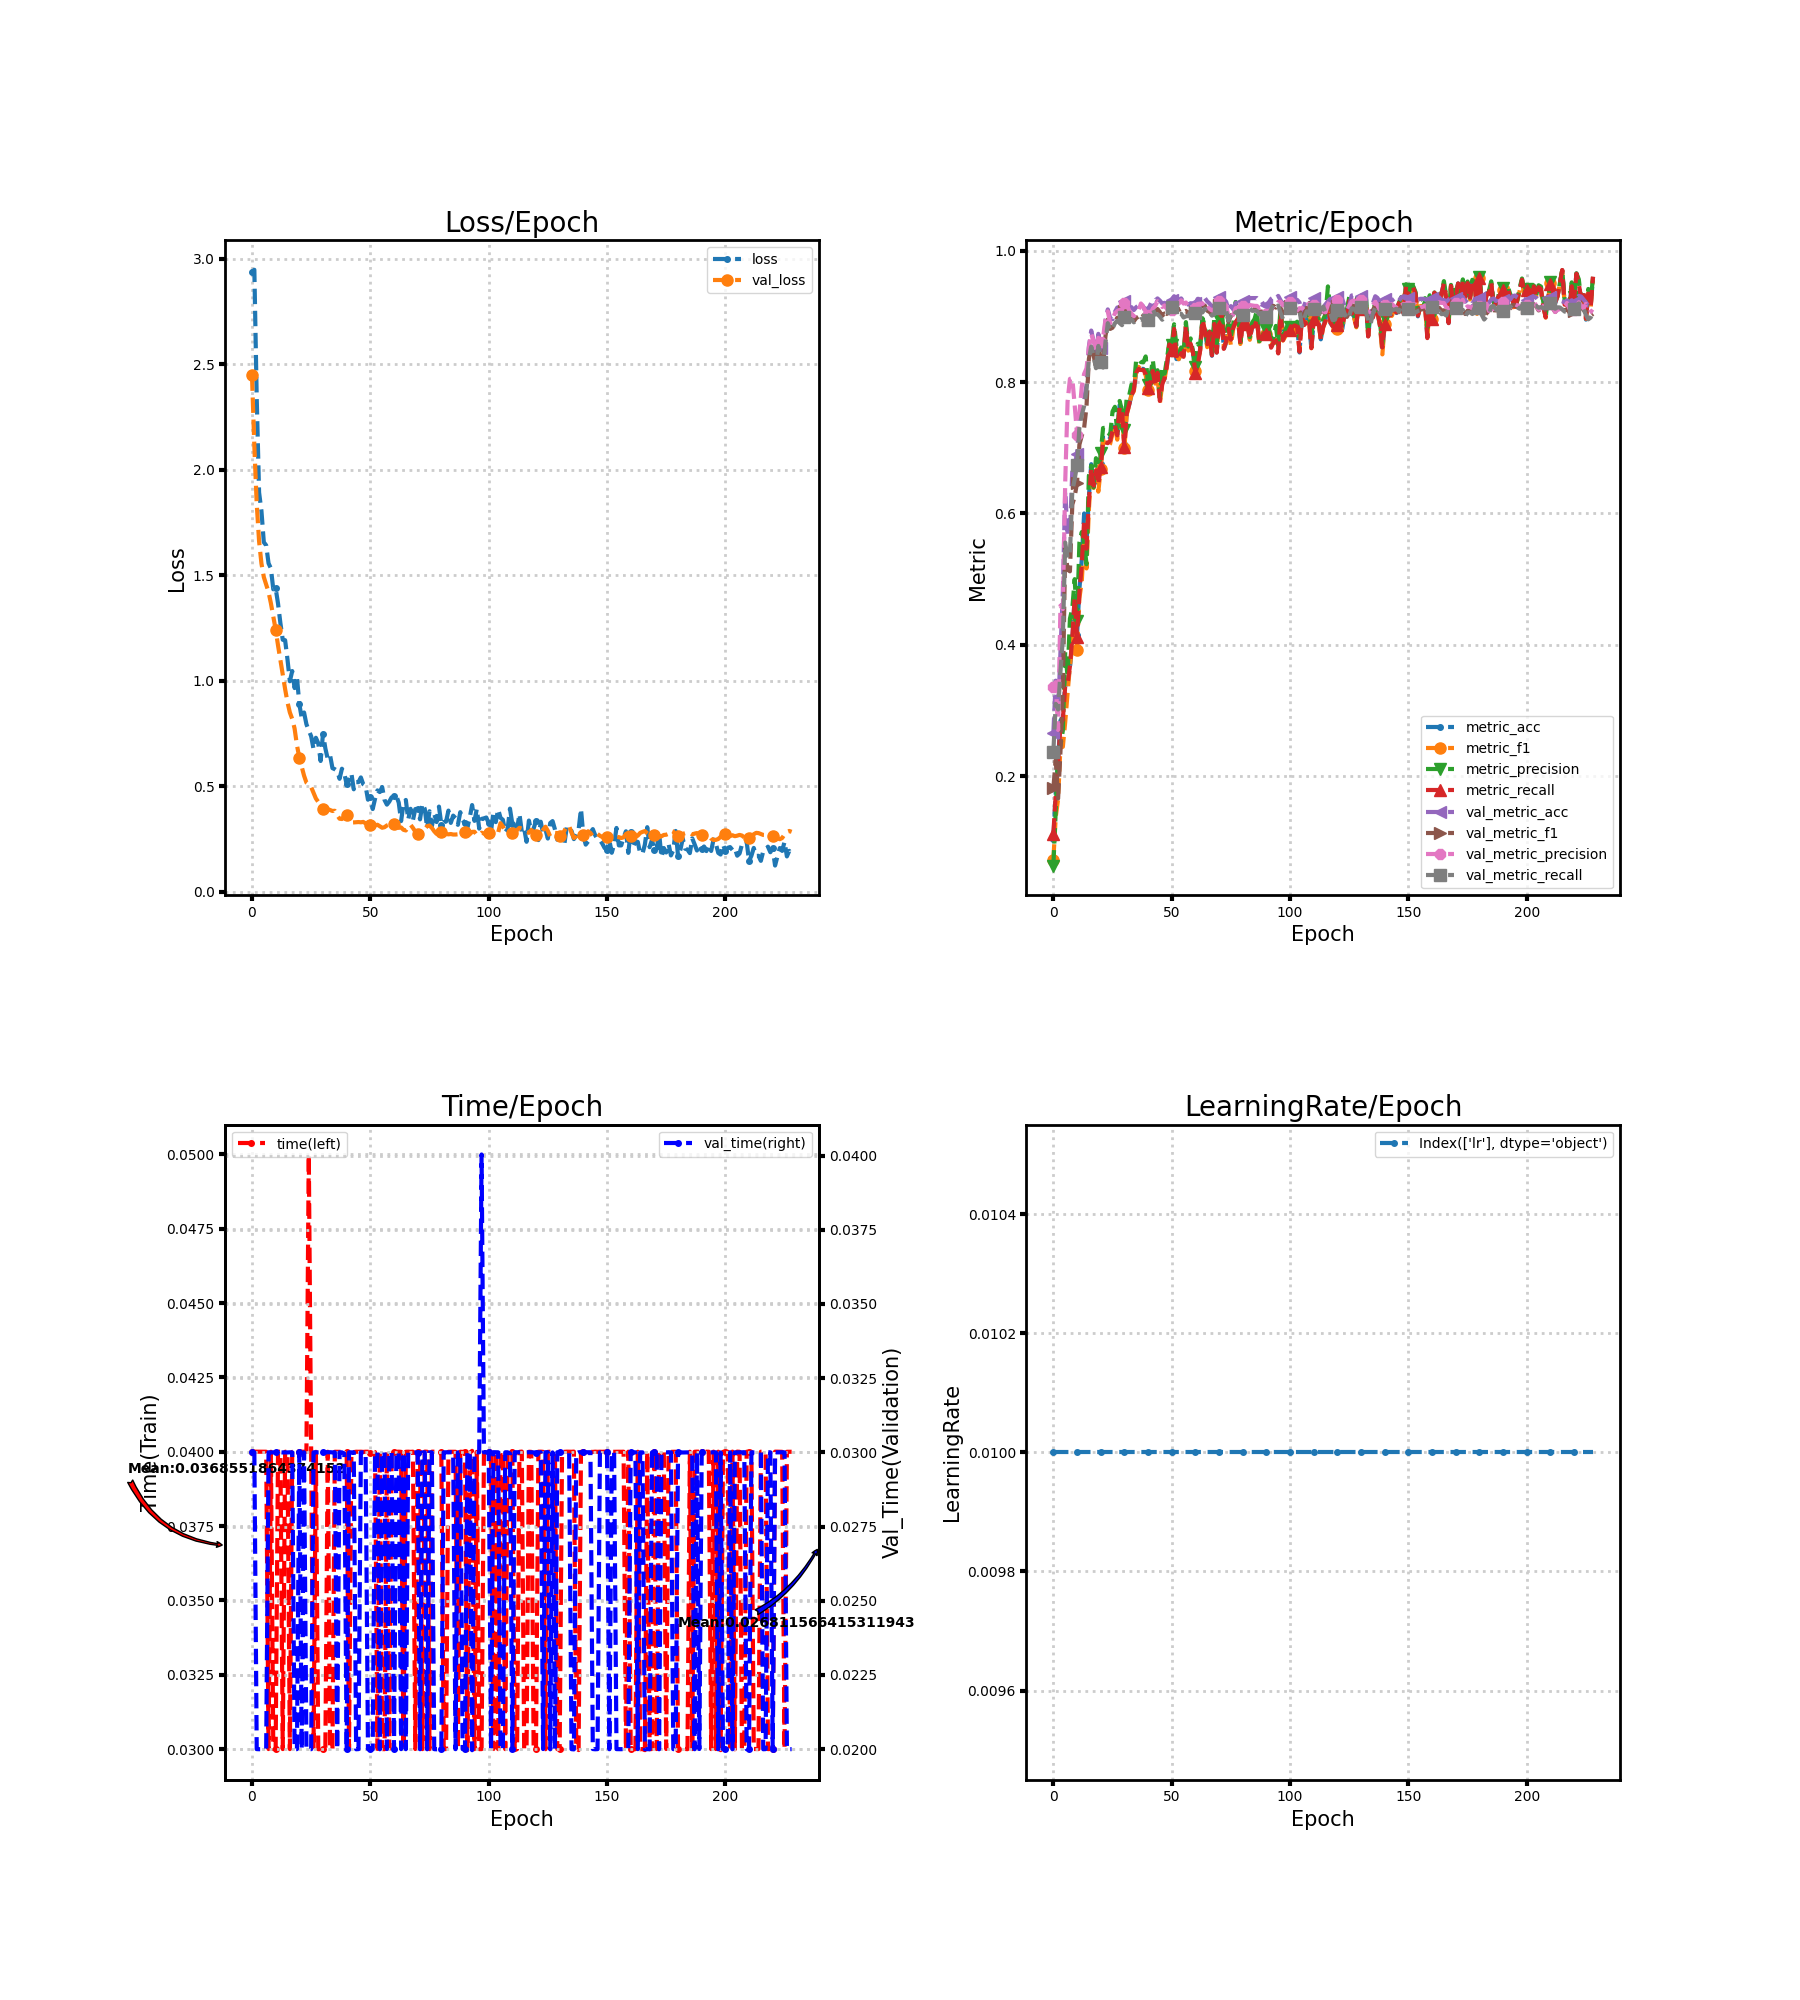 Loss/Epoch
3.0
2.5
2.0
1.5
1.0
0.5
0.0
Loss
loss
val_loss
0 50 100 150 200
Epoch
Metric/Epoch
1.0
0.8
0.6
0.4
0.2
Metric
metric_acc
metric_f1
metric_precision
metric_recall
val_metric_acc
val_metric_f1
val_metric_precision
val_metric_recall
0 50 100 150 200
Epoch
Time/Epoch
time(left)
val_time(right)
0.0500
0.0475
0.0450
0.0425
0.0400
0.0375
0.0350
0.0325
0.0300
Time(Train)
0.0400
0.0375
0.0350
0.0325
0.0300
0.0275
0.0250
0.0225
0.0200
Val_Time(Validation)
Mean:0.026811566415311943
0 50 100 150 200
Epoch
LearningRate/Epoch
Index(['lr'], dtype='object')
0.0104
0.0102
0.0100
0.0098
0.0096
LearningRate
0 50 100 150 200
Epoch